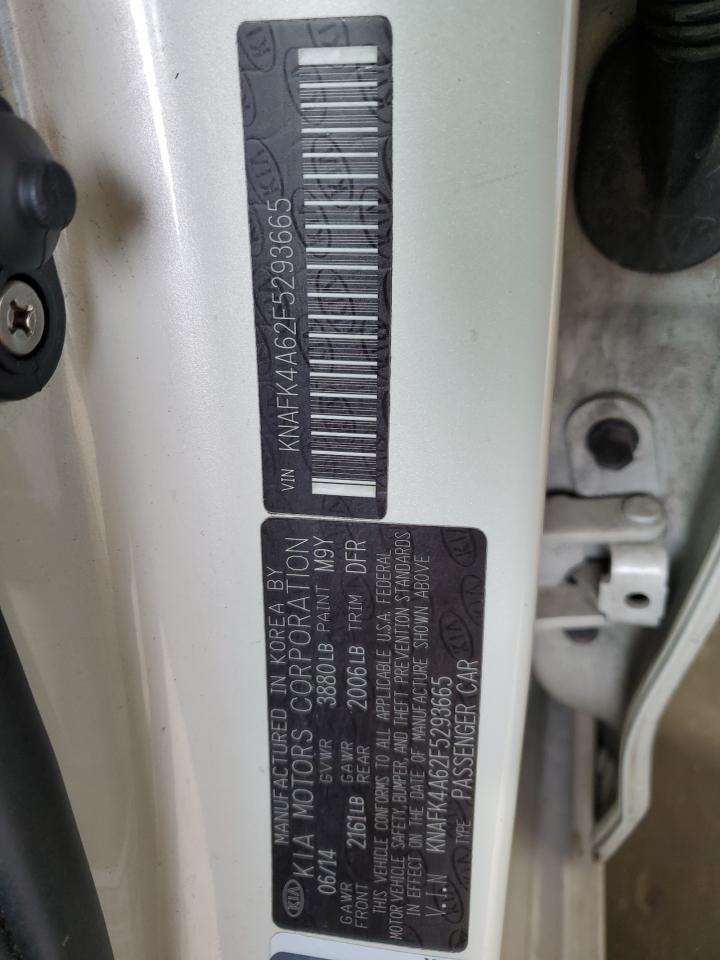 VIN KNAFK4A62F5293665
MANUFACTURED IN KOREA BY
KIA KIA MOTORS CORPORATION
06/14 GVWR 3880LB PAINT M9Y
GAWR FRONT 2161LB GAWR REAR 2006LB TRIM DFR
THIS VEHICLE CONFORMS TO ALL APPLICABLE U.S.A. FEDERAL
MOTOR VEHICLE SAFETY, BUMPER, AND THEFT PREVENTION STANDARDS
IN EFFECT ON THE DATE OF MANUFACTURE SHOWN ABOVE
V.I.N KNAFK4A62F5293665
TYPE PASSENGER CAR